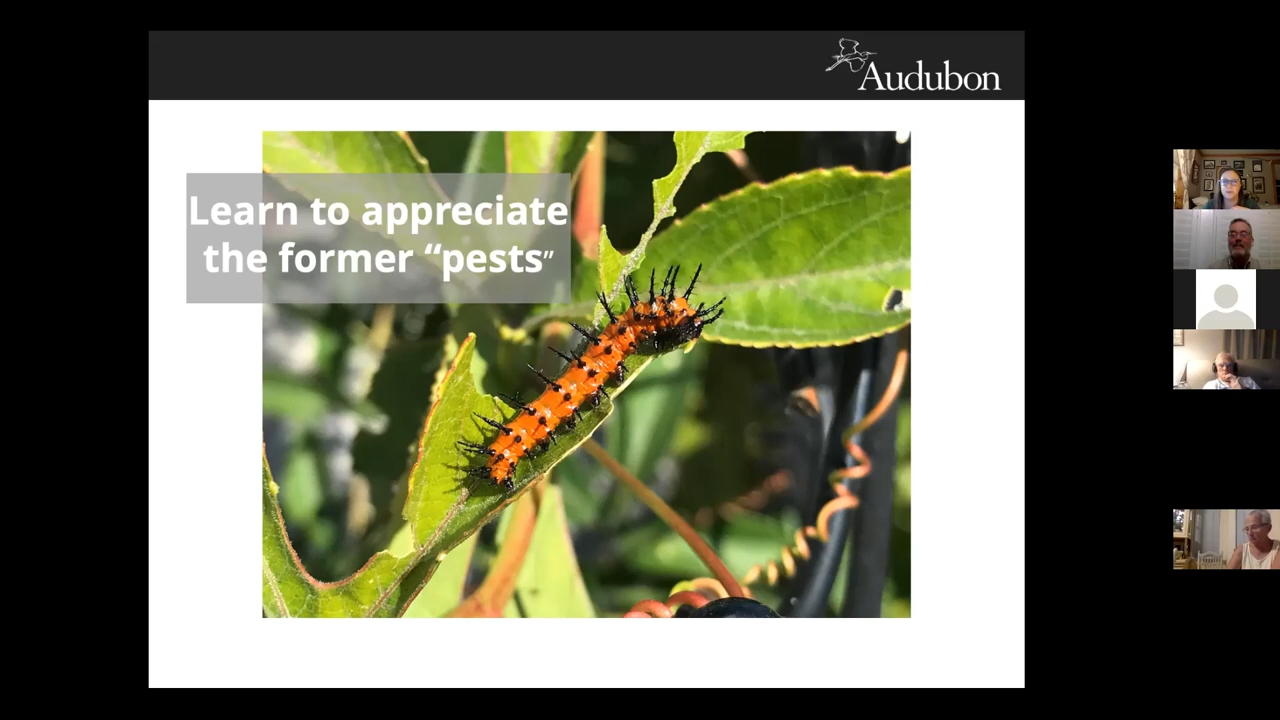 Audubon
Learn to appreciate
the former “pests”